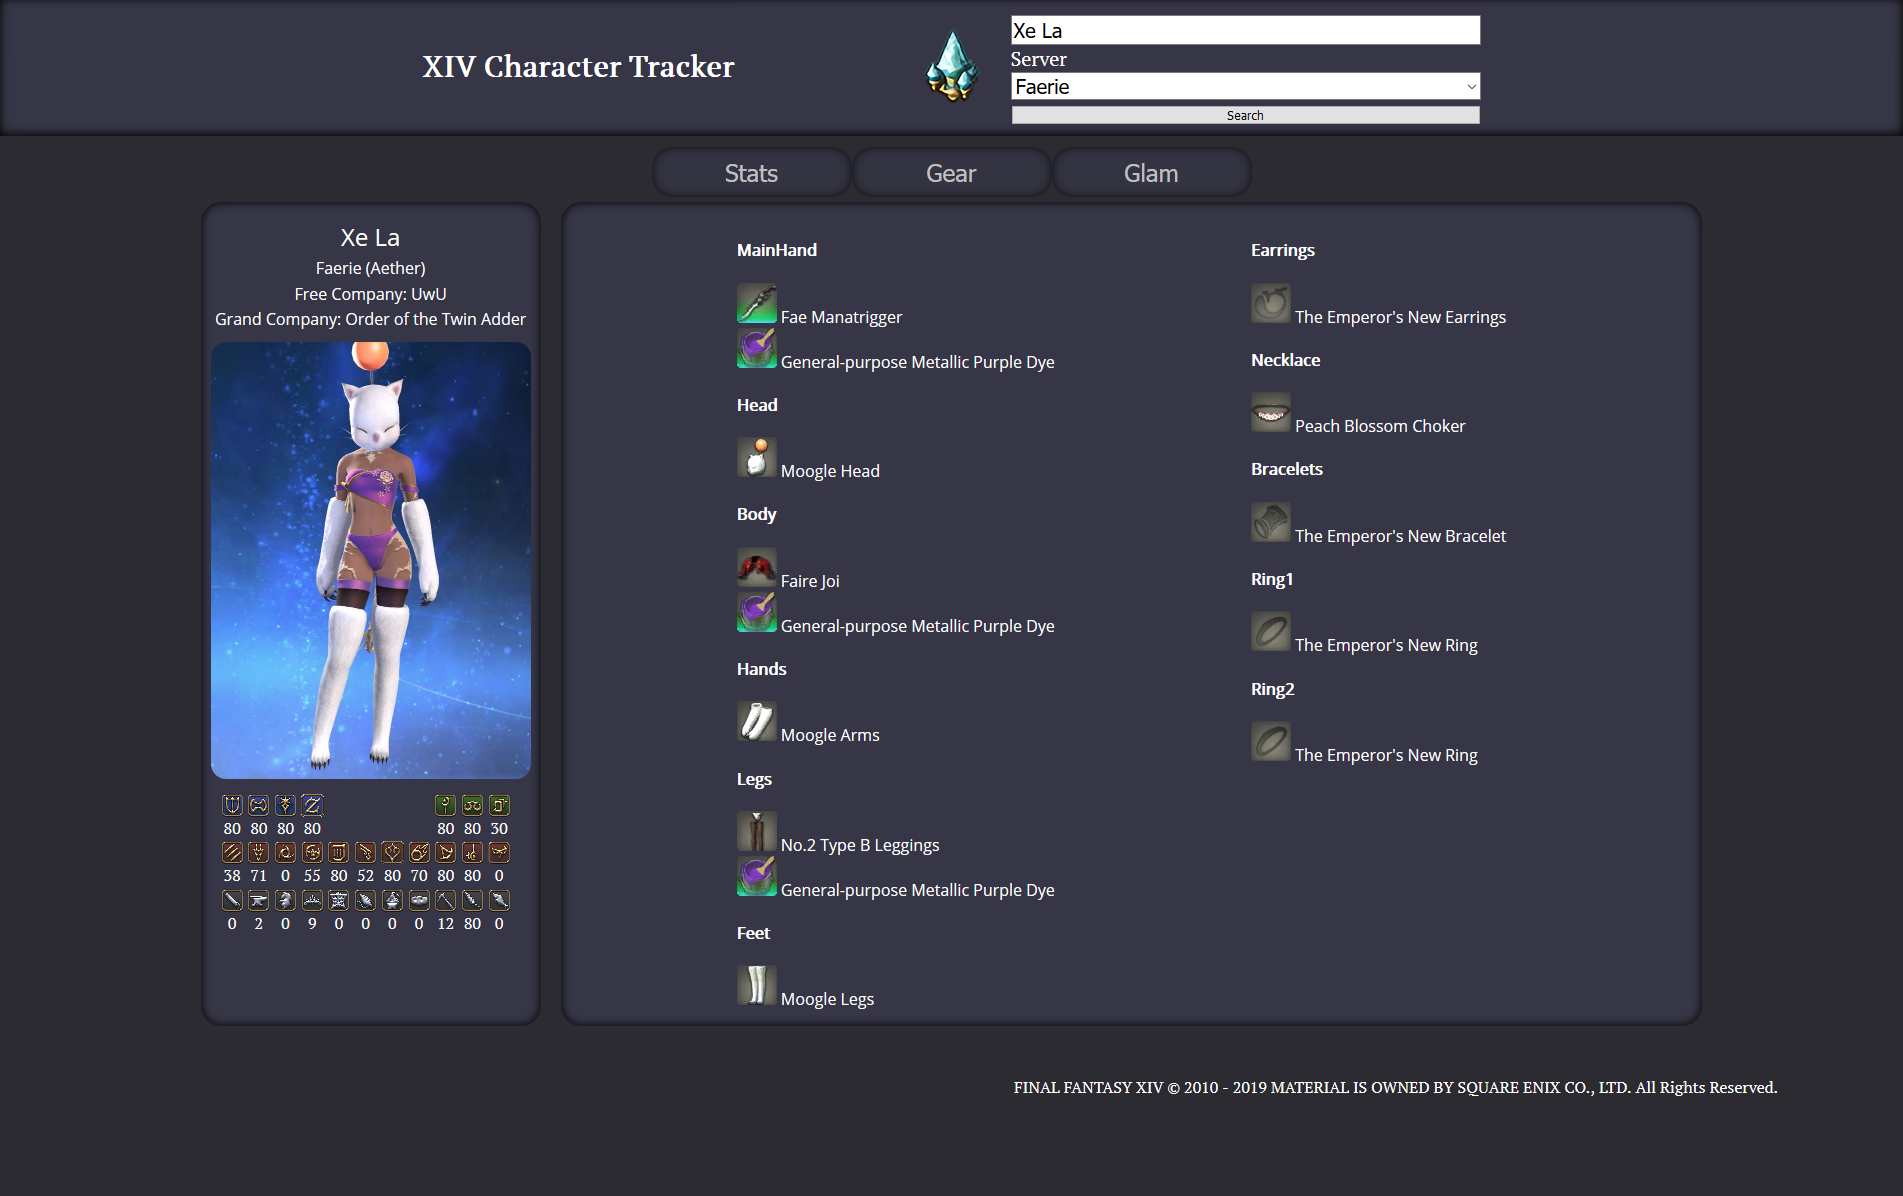 XIV Character Tracker
Xe La
Server
Faerie
Search
Stats Gear Glam
Xe La
Faerie (Aether)
Free Company: UwU
Grand Company: Order of the Twin Adder
80 80 80 80 80 80 30
38 71 0 55 80 52 80 70 80 80 0
0 2 0 9 0 0 0 0 12 80 0
MainHand
Fae Manatrigger
General-purpose Metallic Purple Dye
Head
Moogle Head
Body
Faire Joi
General-purpose Metallic Purple Dye
Hands
Moogle Arms
Legs
No.2 Type B Leggings
General-purpose Metallic Purple Dye
Feet
Moogle Legs
Earrings
The Emperor's New Earrings
Necklace
Peach Blossom Choker
Bracelets
The Emperor's New Bracelet
Ring1
The Emperor's New Ring
Ring2
The Emperor's New Ring
FINAL FANTASY XIV © 2010 - 2019 MATERIAL IS OWNED BY SQUARE ENIX CO., LTD. All Rights Reserved.